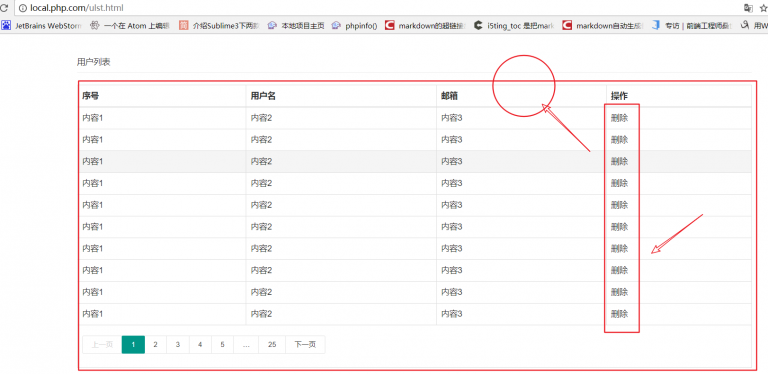 local.php.com/ulst.html
JetBrains WebStorm 一个在 Atom 上编辑 介绍Sublime3下两款 本地项目主页 phpinfo() markdown的超链接 i5ting_toc 是把mark markdown自动生成 专访 | 前端工程师 用W
用户列表
序号 用户名 邮箱 操作
内容1 内容2 内容3 删除
内容1 内容2 内容3 删除
内容1 内容2 内容3 删除
内容1 内容2 内容3 删除
内容1 内容2 内容3 删除
内容1 内容2 内容3 删除
内容1 内容2 内容3 删除
内容1 内容2 内容3 删除
内容1 内容2 内容3 删除
内容1 内容2 内容3 删除
上一页 1 2 3 4 5 … 25 下一页